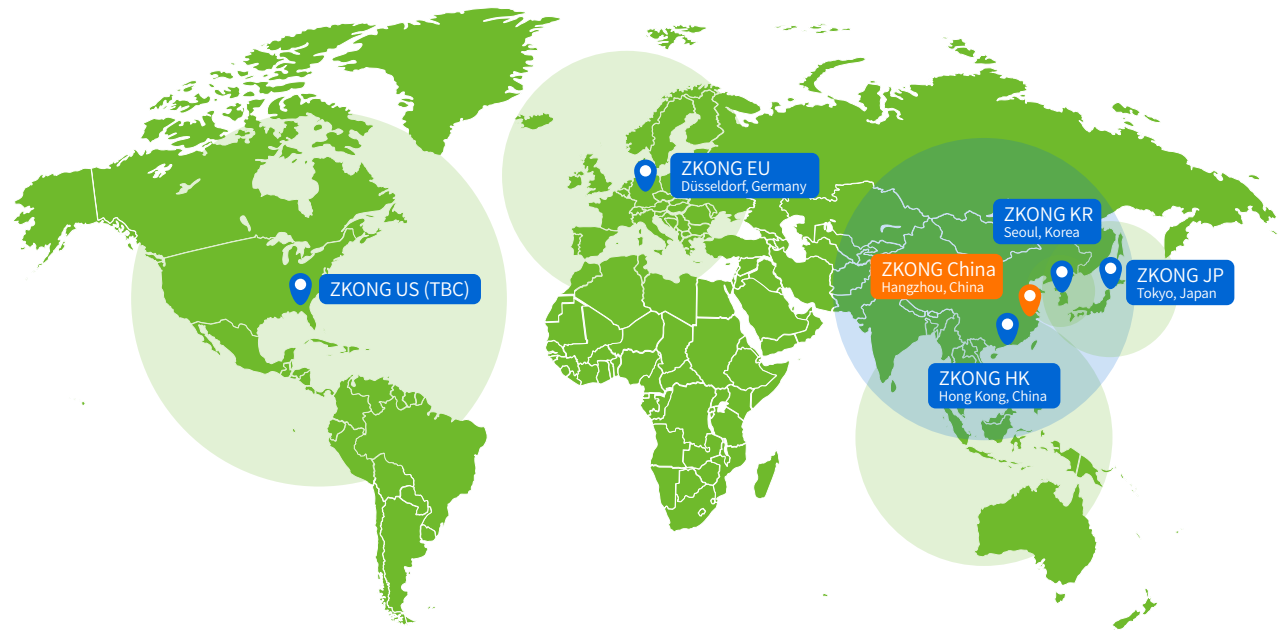 ZKONG EU
Düsseldorf, Germany
ZKONG KR
Seoul, Korea
ZKONG China
Hangzhou, China
ZKONG JP
Tokyo, Japan
ZKONG US (TBC)
ZKONG HK
Hong Kong, China